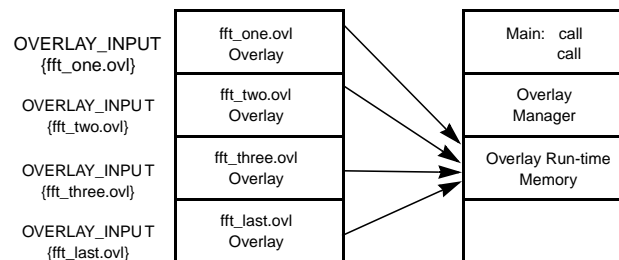 OVERLAY_INPUT
{fft_one.ovl}
OVERLAY_INPUT
{fft_two.ovl}
OVERLAY_INPUT
{fft_three.ovl}
OVERLAY_INPUT
{fft_last.ovl}
fft_one.ovl
Overlay
fft_two.ovl
Overlay
fft_three.ovl
Overlay
fft_last.ovl
Overlay
Main: call
call
Overlay
Manager
Overlay Run-time
Memory